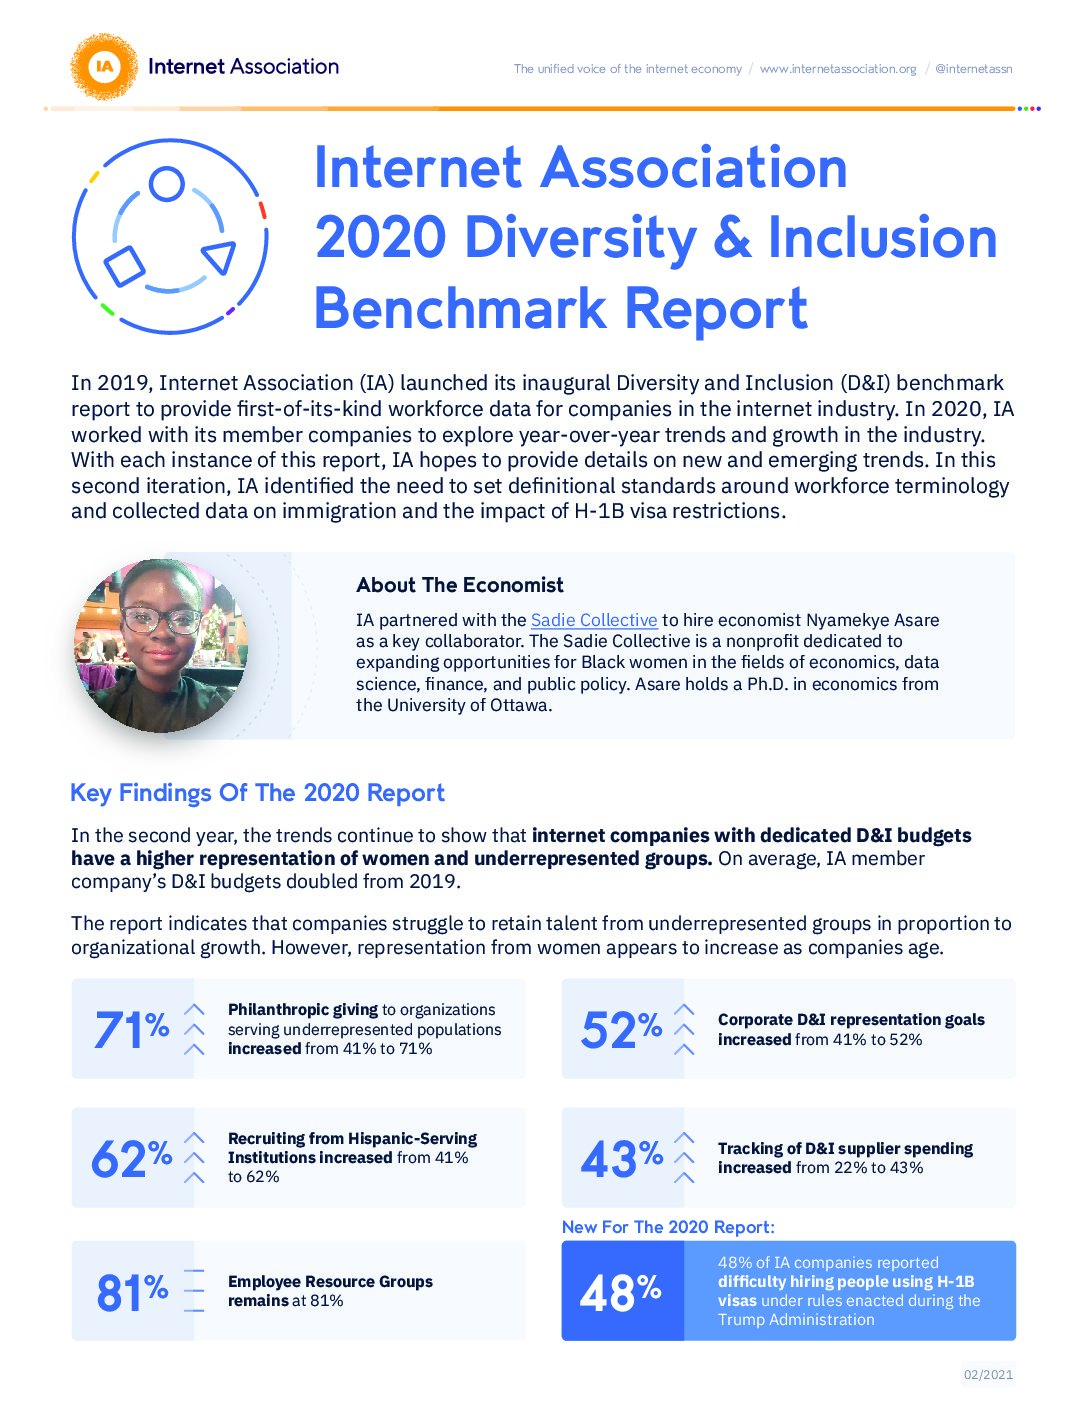 IA Internet Association
The unified voice of the internet economy / www.internetassociation.org / @internetassn
Internet Association
2020 Diversity & Inclusion
Benchmark Report
In 2019, Internet Association (IA) launched its inaugural Diversity and Inclusion (D&I) benchmark
report to provide first-of-its-kind workforce data for companies in the internet industry. In 2020, IA
worked with its member companies to explore year-over-year trends and growth in the industry.
With each instance of this report, IA hopes to provide details on new and emerging trends. In this
second iteration, IA identified the need to set definitional standards around workforce terminology
and collected data on immigration and the impact of H-1B visa restrictions.
About The Economist
IA partnered with the Sadie Collective to hire economist Nyamekye Asare
as a key collaborator. The Sadie Collective is a nonprofit dedicated to
expanding opportunities for Black women in the fields of economics, data
science, finance, and public policy. Asare holds a Ph.D. in economics from
the University of Ottawa.
Key Findings Of The 2020 Report
In the second year, the trends continue to show that internet companies with dedicated D&I budgets
have a higher representation of women and underrepresented groups. On average, IA member
company's D&I budgets doubled from 2019.
The report indicates that companies struggle to retain talent from underrepresented groups in proportion to
organizational growth. However, representation from women appears to increase as companies age.
71%
Philanthropic giving to organizations
serving underrepresented populations
increased from 41% to 71%
52%
Corporate D&I representation goals
increased from 41% to 52%
62%
Recruiting from Hispanic-Serving
Institutions increased from 41%
to 62%
43%
Tracking of D&I supplier spending
increased from 22% to 43%
81%
Employee Resource Groups
remains at 81%
New For The 2020 Report:
48%
48% of IA companies reported
difficulty hiring people using H-1B
visas under rules enacted during the
Trump Administration
02/2021